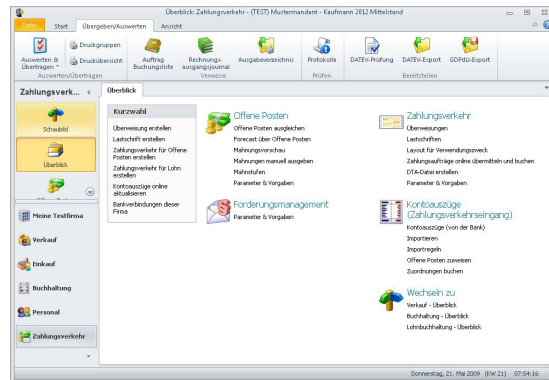 Überblick: Zahlungsverkehr - (TEST) Mustermandant - Kaufmann 2012 Mittelstand
Datei Start Übergeben/Auswerten Ansicht
Auswerten & Übertragen
Druckgruppen
Druckübersicht
Auftrag Buchungsliste
Rechnungsausgangsjournal
Ausgabeverzeichnis
Protokolle
DATEV-Prüfung
DATEV-Export
GDPdU-Export
Auswerten/Übertragen Verweise Prüfen Bereitstellen
Zahlungsverk...
Überblick
Schaubild
Überblick
Meine Testfirma
Verkauf
Einkauf
Buchhaltung
Personal
Zahlungsverkehr
Kurzwahl
Überweisung erstellen
Lastschrift erstellen
Zahlungsverkehr für Offene
Posten erstellen
Zahlungsverkehr für Lohn
erstellen
Kontoauszüge online
aktualisieren
Bankverbindungen dieser
Firma
Offene Posten
Offene Posten ausgleichen
Forecast über Offene Posten
Mahnungsvorschau
Mahnungen manuell ausgeben
Mahnstufen
Parameter & Vorgaben
Forderungsmanagement
Parameter & Vorgaben
Zahlungsverkehr
Überweisungen
Lastschriften
Layout für Verwendungszweck
Zahlungsaufträge online übermitteln und buchen
DTA-Datei erstellen
Parameter & Vorgaben
Kontoauszüge
(Zahlungsverkehrseingang)
Kontoauszüge (von der Bank)
Importieren
Importregeln
Offene Posten zuweisen
Zuordnungen buchen
Wechseln zu
Verkauf - Überblick
Buchhaltung - Überblick
Lohnbuchhaltung - Überblick
Donnerstag, 21. Mai 2009 (KW 21) 07:54:16